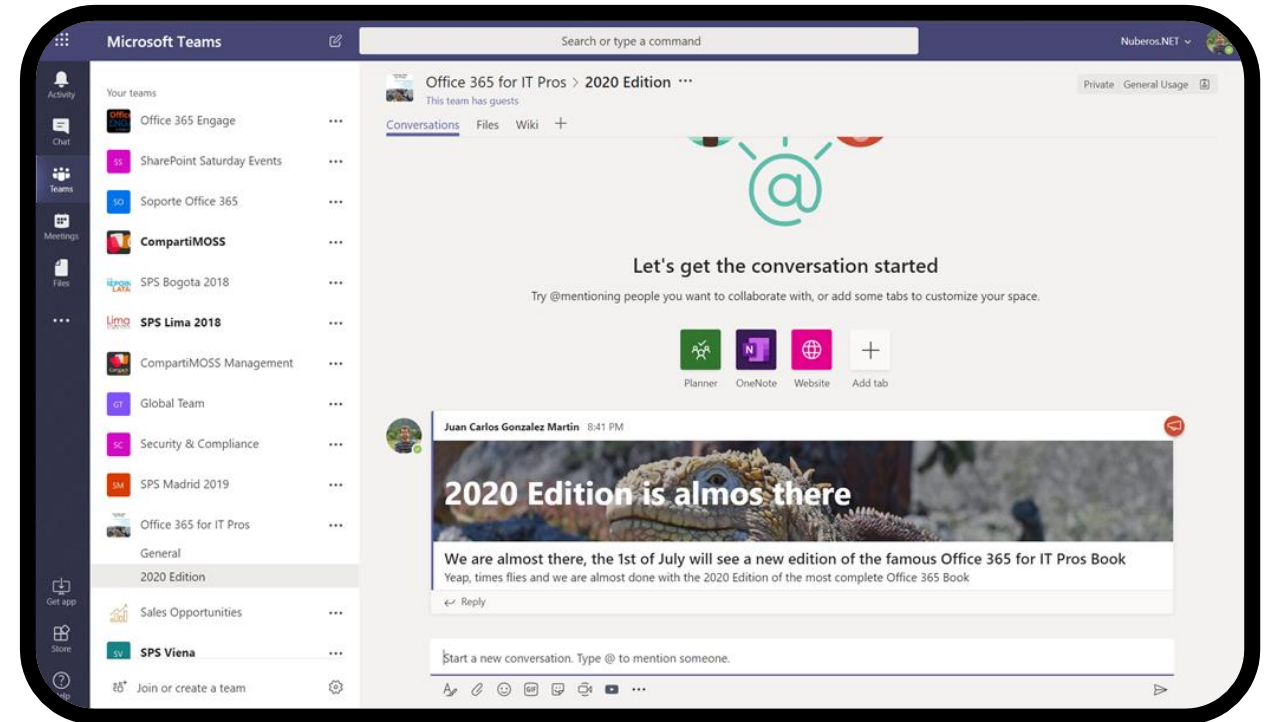 Microsoft Teams
Search or type a command
Nuberos.NET
Activity
Chat
Teams
Meetings
Files
Get app
Store
Your teams
Office 365 Engage
SS SharePoint Saturday Events
SO Soporte Office 365
CompartiMOSS
SPS Bogota 2018
Lima SPS Lima 2018
CompartiMOSS Management
GT Global Team
SC Security & Compliance
SM SPS Madrid 2019
Office 365 for IT Pros
General
2020 Edition
Sales Opportunities
SV SPS Viena
Join or create a team
Office 365 for IT Pros > 2020 Edition ...
This team has guests
Private General Usage
Conversations Files Wiki +
@
Let's get the conversation started
Try @mentioning people you want to collaborate with, or add some tabs to customize your space.
N
Planner OneNote Website Add tab
Juan Carlos Gonzalez Martin 8:41 PM
2020 Edition is almos there
We are almost there, the 1st of July will see a new edition of the famous Office 365 for IT Pros Book
Yeap, times flies and we are almost done with the 2020 Edition of the most complete Office 365 Book
Reply
Start a new conversation. Type @ to mention someone.
GIF